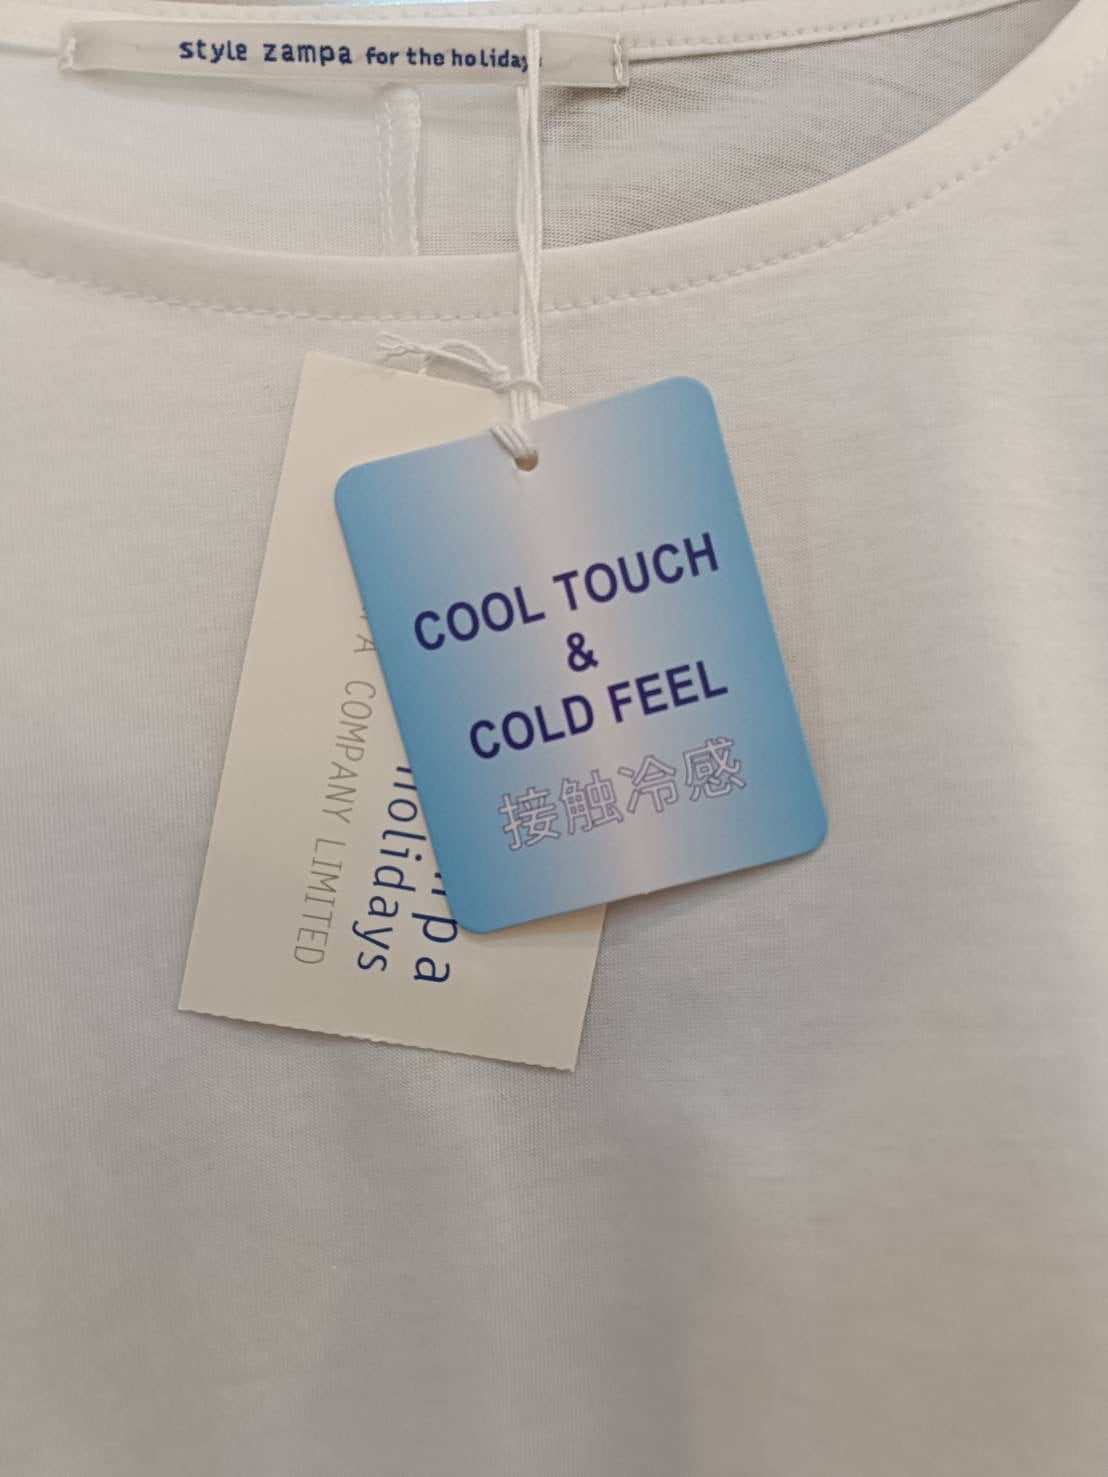 style zampa for the holiday
COOL TOUCH
&
COLD FEEL
接触冷感
holidays
A COMPANY LIMITED